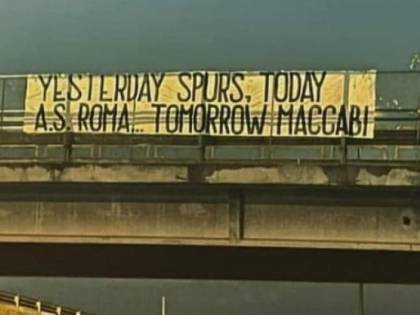 YESTERDAY SPURS, TODAY
A.S. ROMA... TOMORROW MACCABI